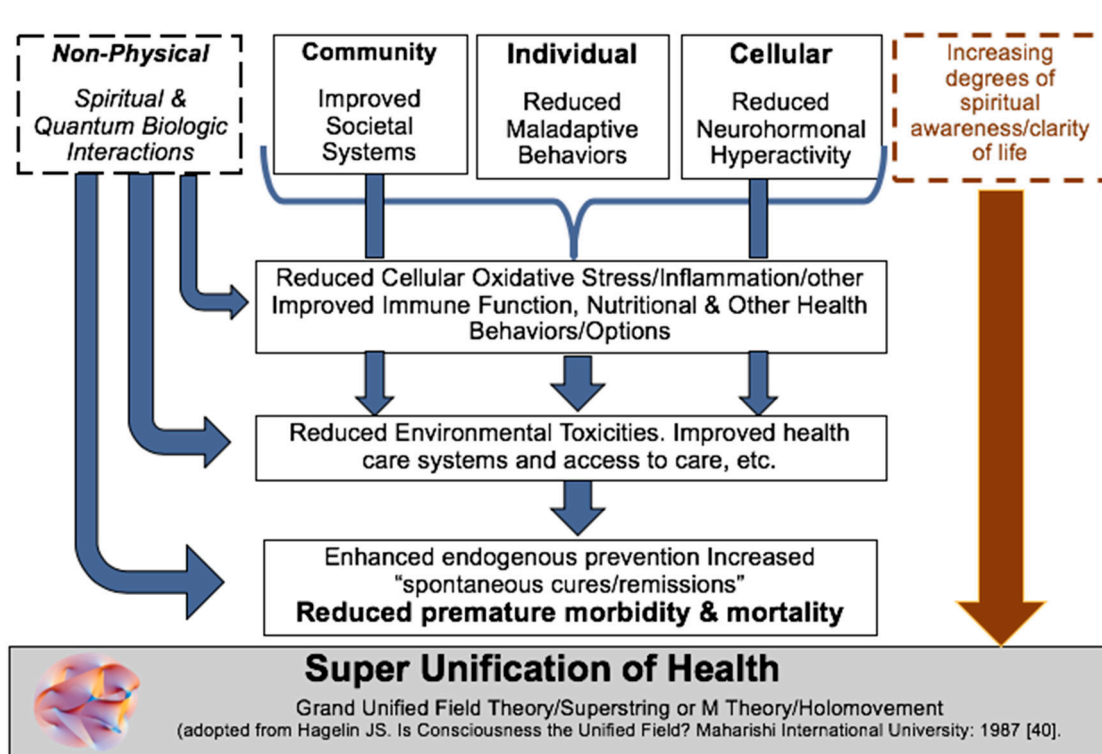 Non-Physical
Spiritual &
Quantum Biologic
Interactions
Community
Improved
Societal
Systems
Individual
Reduced
Maladaptive
Behaviors
Cellular
Reduced
Neurohormonal
Hyperactivity
Increasing
degrees of
spiritual
awareness/clarity
of life
Reduced Cellular Oxidative Stress/Inflammation/other
Improved Immune Function, Nutritional & Other Health
Behaviors/Options
Reduced Environmental Toxicities. Improved health
care systems and access to care, etc.
Enhanced endogenous prevention Increased
“spontaneous cures/remissions”
Reduced premature morbidity & mortality
Super Unification of Health
Grand Unified Field Theory/Superstring or M Theory/Holomovement
(adopted from Hagelin JS. Is Consciousness the Unified Field? Maharishi International University: 1987 [40].